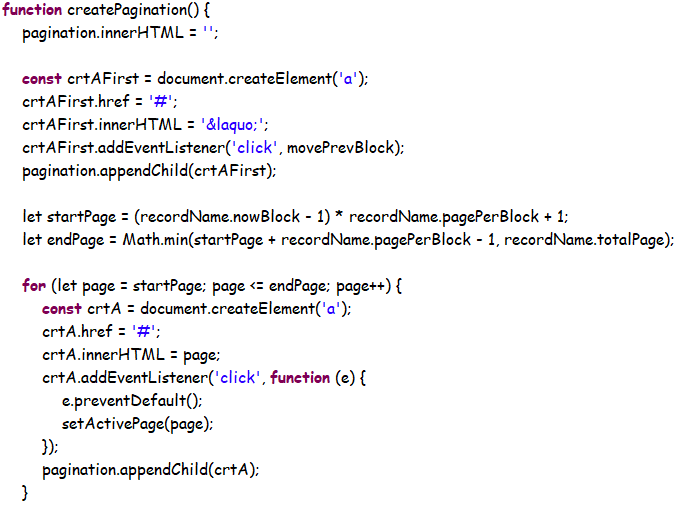 function createPagination() {
pagination.innerHTML = '';
const crtAFirst = document.createElement('a');
crtAFirst.href = '#';
crtAFirst.innerHTML = '&laquo;';
crtAFirst.addEventListener('click', movePrevBlock);
pagination.appendChild(crtAFirst);
let startPage = (recordName.nowBlock - 1) * recordName.pagePerBlock + 1;
let endPage = Math.min(startPage + recordName.pagePerBlock - 1, recordName.totalPage);
for (let page = startPage; page <= endPage; page++) {
const crtA = document.createElement('a');
crtA.href = '#';
crtA.innerHTML = page;
crtA.addEventListener('click', function (e) {
e.preventDefault();
setActivePage(page);
});
pagination.appendChild(crtA);
}